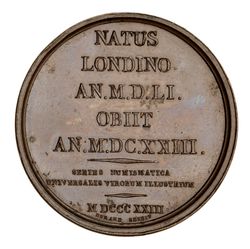 NATUS
LONDINO
AN.M.D.LI.
OBIIT
AN.M.DC.XXIII.
SERIES NUMISMATICA
UNIVERSALIS VIRORUM ILLUSTRIUM
M DCCC XXIII
DURAND EDIDIT